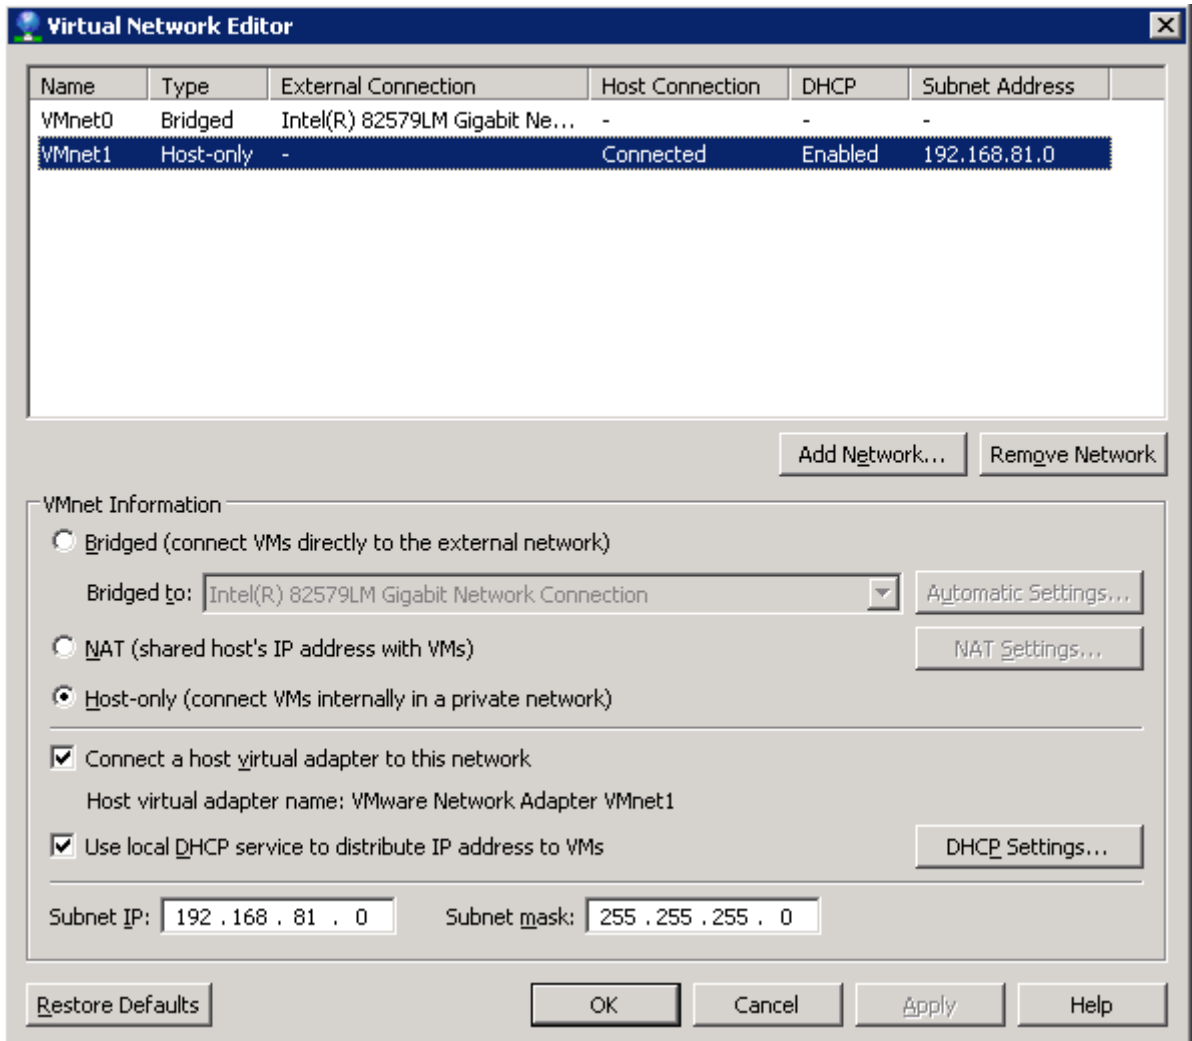 Virtual Network Editor
Name Type External Connection Host Connection DHCP Subnet Address
VMnet0 Bridged Intel(R) 82579LM Gigabit Ne... - - -
VMnet1 Host-only - Connected Enabled 192.168.81.0
Add Network... Remove Network
VMnet Information
Bridged (connect VMs directly to the external network)
Bridged to: Intel(R) 82579LM Gigabit Network Connection Automatic Settings...
NAT (shared host's IP address with VMs) NAT Settings...
Host-only (connect VMs internally in a private network)
Connect a host virtual adapter to this network
Host virtual adapter name: VMware Network Adapter VMnet1
Use local DHCP service to distribute IP address to VMs DHCP Settings...
Subnet IP: 192 . 168 . 81 . 0 Subnet mask: 255 . 255 . 255 . 0
Restore Defaults OK Cancel Apply Help